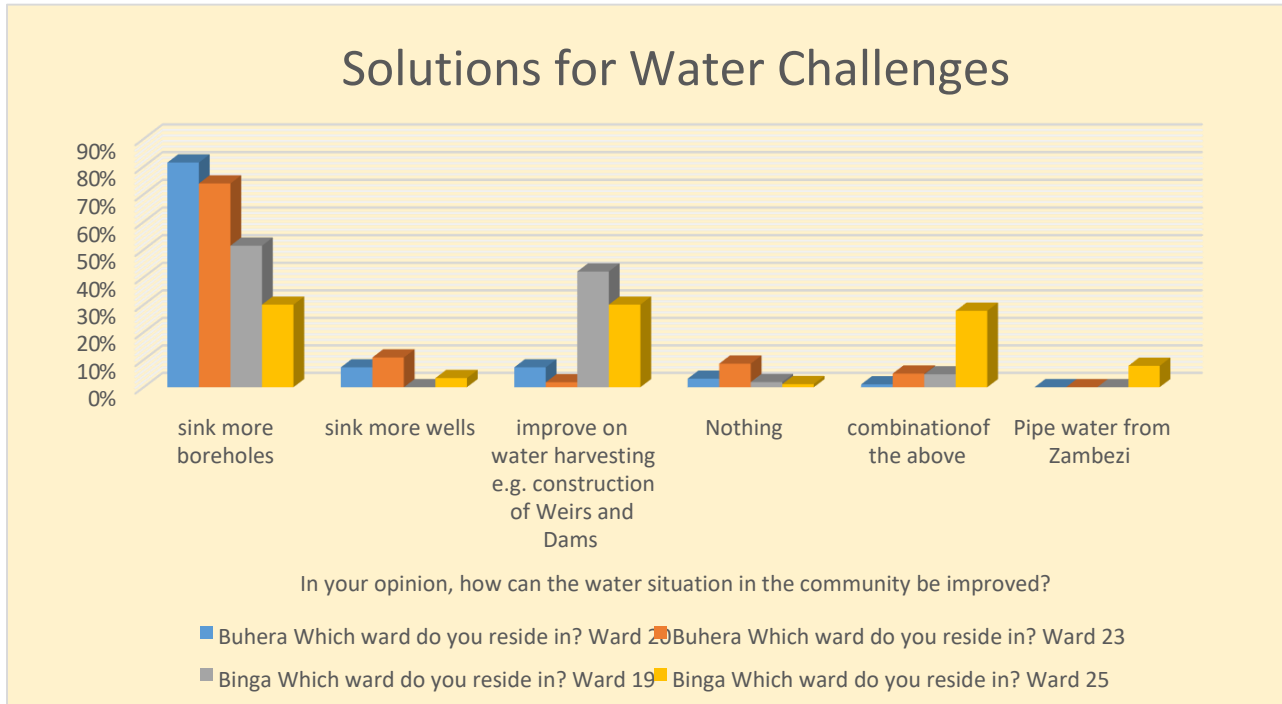 Solutions for Water Challenges
90%
80%
70%
60%
50%
40%
30%
20%
10%
0%
sink more
boreholes
sink more wells
improve on
water harvesting
e.g. construction
of Weirs and
Dams
Nothing
combinationof
the above
Pipe water from
Zambezi
In your opinion, how can the water situation in the community be improved?
Buhera Which ward do you reside in? Ward 20
Buhera Which ward do you reside in? Ward 23
Binga Which ward do you reside in? Ward 19
Binga Which ward do you reside in? Ward 25